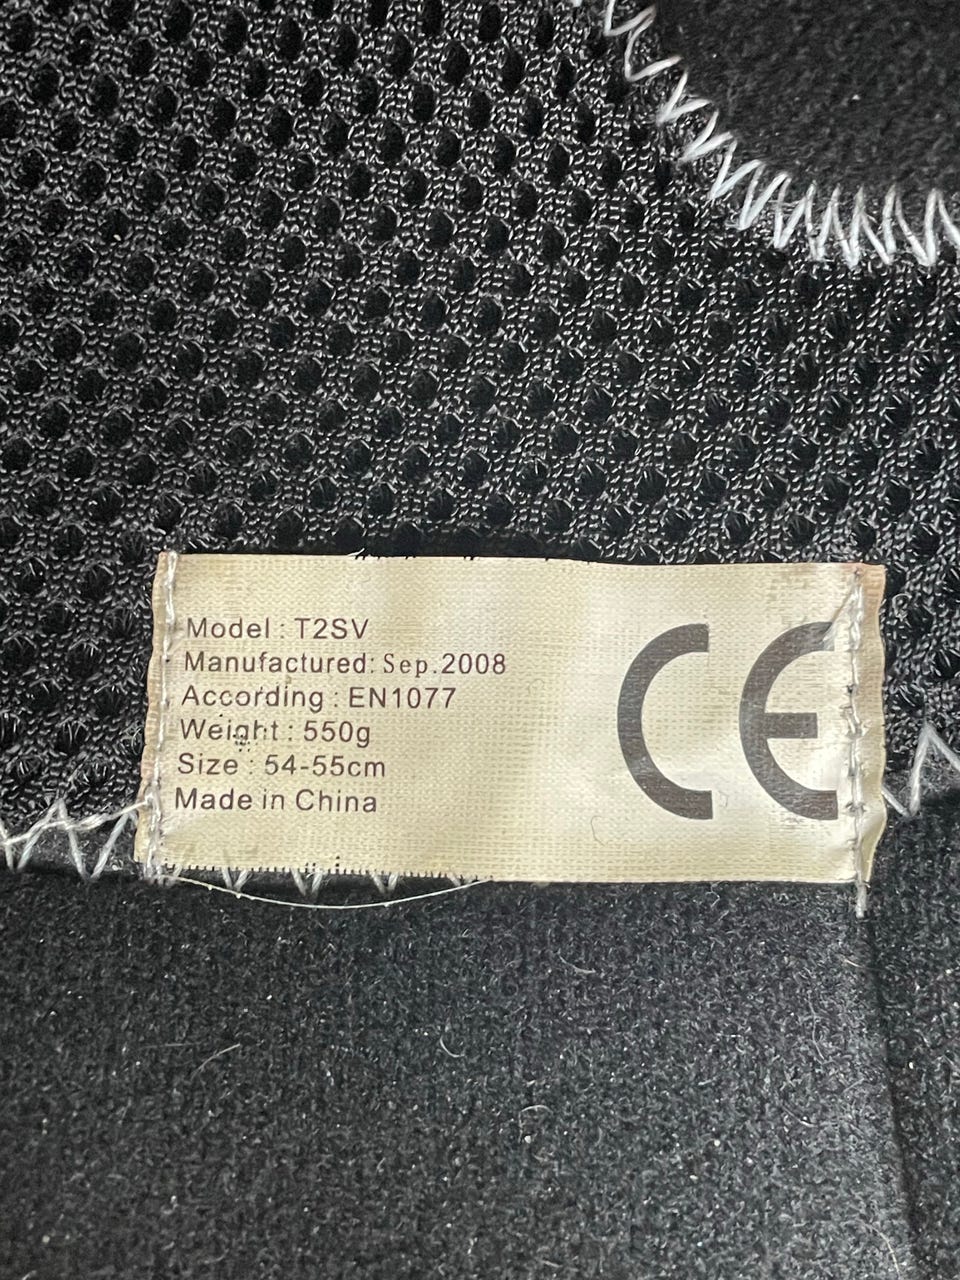 Model : T2SV
Manufactured: Sep.2008
According : EN1077
Weight : 550g
Size : 54-55cm
Made in China
CE